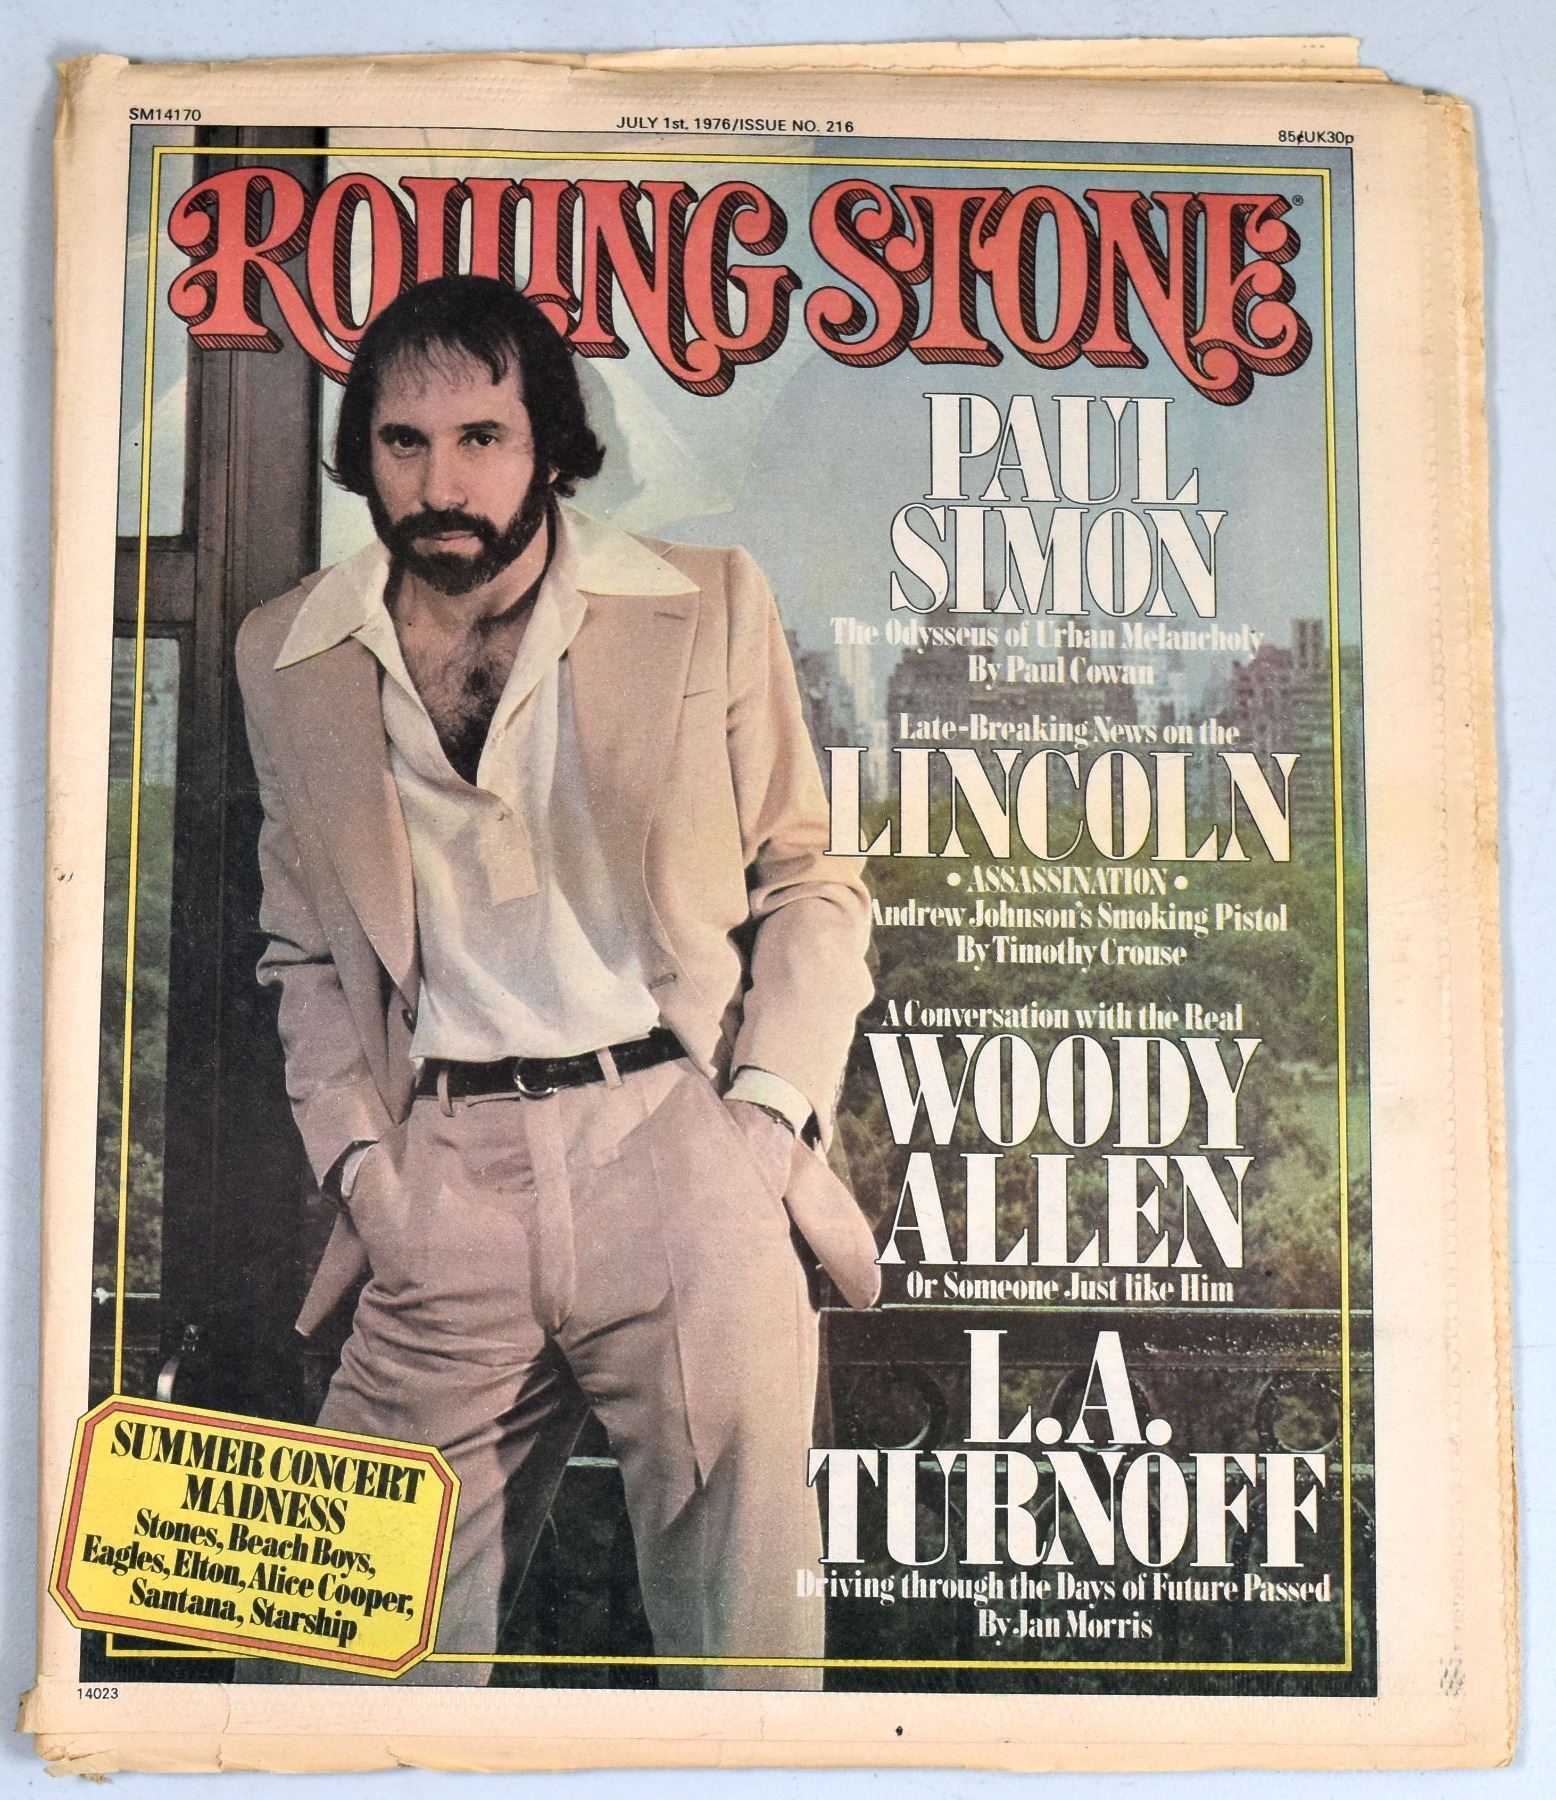 SM14170
JULY 1st, 1976/ISSUE NO. 216
85¢UK30p
ROLLING STONE®
PAUL
SIMON
The Odysseus of Urban Melancholy
By Paul Cowan
Late-Breaking News on the
LINCOLN
• ASSASSINATION •
Andrew Johnson's Smoking Pistol
By Timothy Crouse
A Conversation with the Real
WOODY
ALLEN
Or Someone Just like Him
L.A.
TURNOFF
Driving through the Days of Future Passed
By Jan Morris
SUMMER CONCERT
MADNESS
Stones, Beach Boys,
Eagles, Elton, Alice Cooper,
Santana, Starship
14023